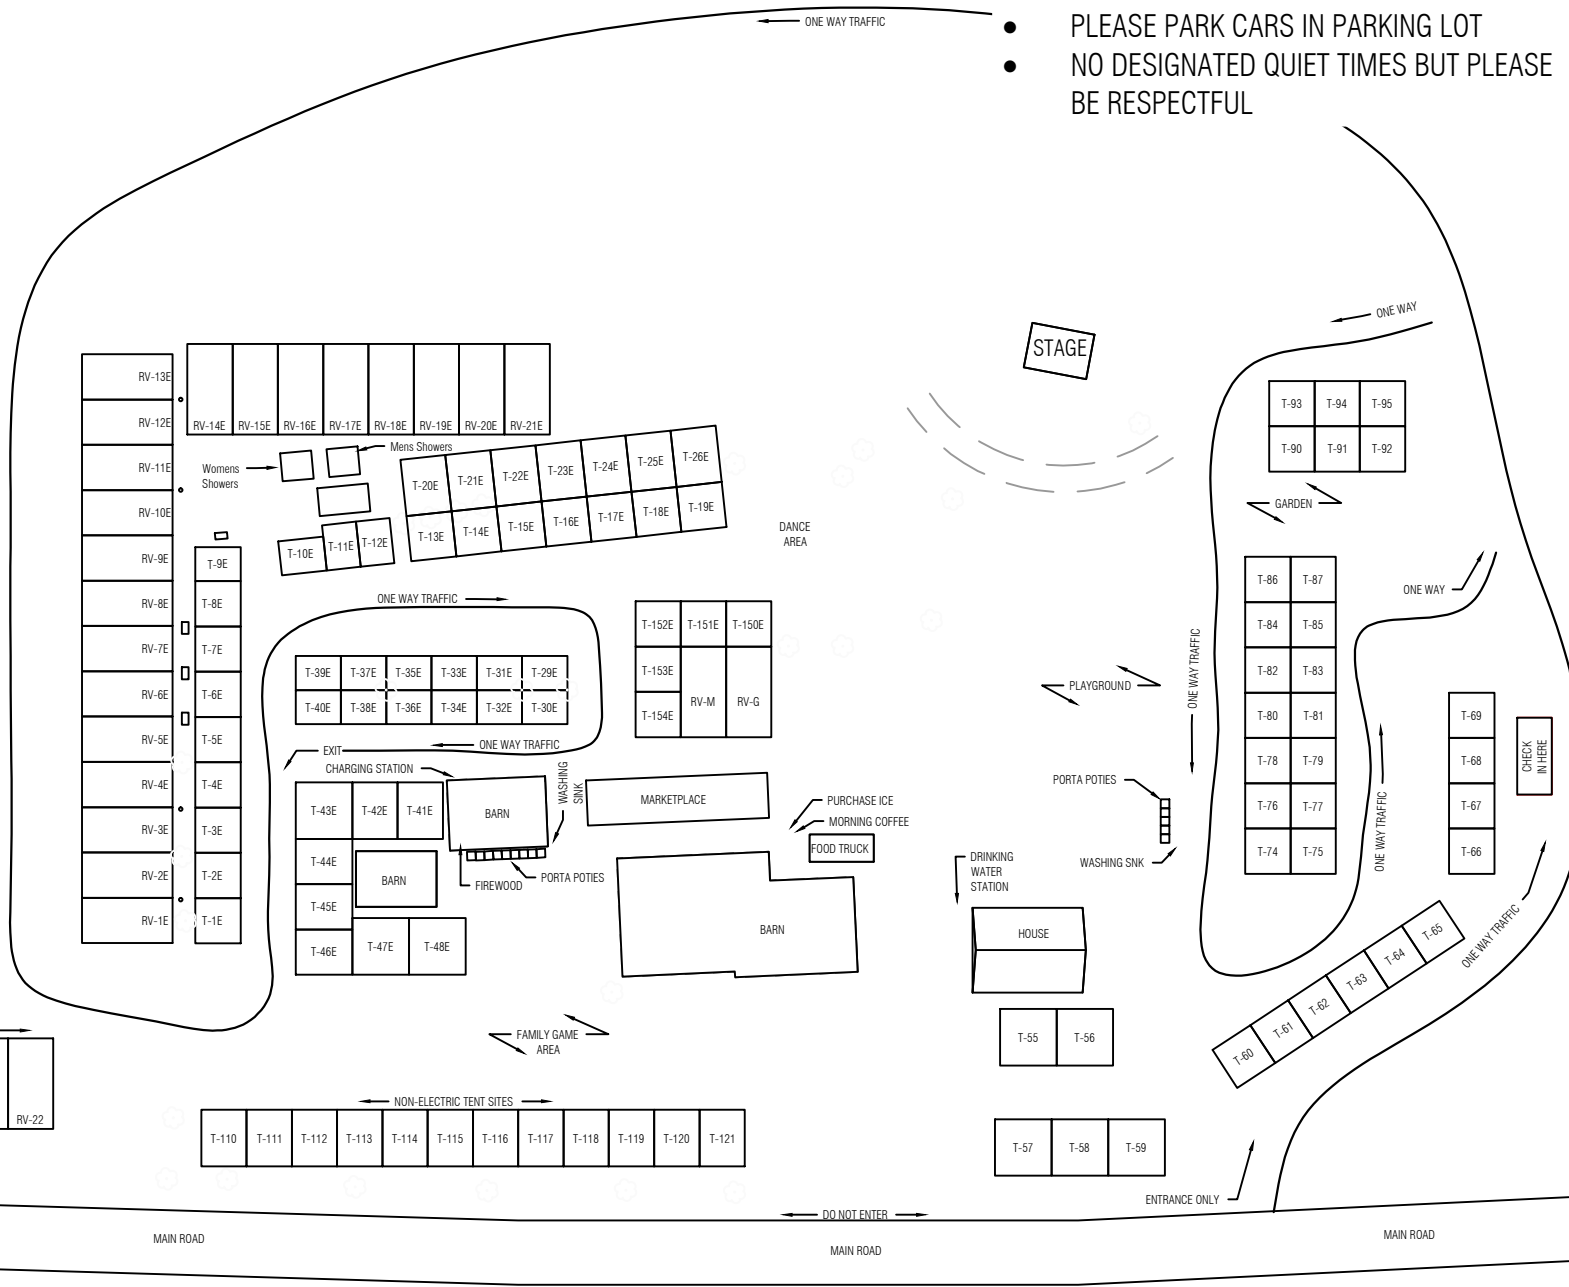 ● PLEASE PARK CARS IN PARKING LOT
● NO DESIGNATED QUIET TIMES BUT PLEASE
BE RESPECTFUL
ONE WAY TRAFFIC
ONE WAY
STAGE
RV-13E
RV-12E
RV-11E
RV-10E
RV-9E
RV-8E
RV-7E
RV-6E
RV-5E
RV-4E
RV-3E
RV-2E
RV-1E
RV-14E RV-15E RV-16E RV-17E RV-18E RV-19E RV-20E RV-21E
Mens Showers
Womens
Showers
T-20E T-21E T-22E T-23E T-24E T-25E T-26E
T-13E T-14E T-15E T-16E T-17E T-18E T-19E
T-10E T-11E T-12E
T-9E
T-8E
T-7E
T-6E
T-5E
T-4E
T-3E
T-2E
T-1E
DANCE
AREA
T-93 T-94 T-95
T-90 T-91 T-92
GARDEN
ONE WAY TRAFFIC
T-39E T-37E T-35E T-33E T-31E T-29E
T-40E T-38E T-36E T-34E T-32E T-30E
ONE WAY TRAFFIC
EXIT
T-152E T-151E T-150E
T-153E
T-154E
RV-M RV-G
PLAYGROUND
ONE WAY TRAFFIC
T-86 T-87
T-84 T-85
T-82 T-83
T-80 T-81
T-78 T-79
T-76 T-77
T-74 T-75
ONE WAY
ONE WAY TRAFFIC
T-69
T-68
T-67
T-66
CHECK
IN HERE
CHARGING STATION
T-43E T-42E T-41E
T-44E
T-45E
T-46E T-47E T-48E
BARN
BARN
WASHING
SINK
FIREWOOD
PORTA POTIES
MARKETPLACE
PURCHASE ICE
MORNING COFFEE
FOOD TRUCK
BARN
PORTA POTIES
WASHING SNK
DRINKING
WATER
STATION
HOUSE
T-55 T-56
T-60 T-61 T-62 T-63 T-64 T-65
ONE WAY TRAFFIC
FAMILY GAME
AREA
RV-22
NON-ELECTRIC TENT SITES
T-110 T-111 T-112 T-113 T-114 T-115 T-116 T-117 T-118 T-119 T-120 T-121
T-57 T-58 T-59
ENTRANCE ONLY
DO NOT ENTER
MAIN ROAD
MAIN ROAD
MAIN ROAD